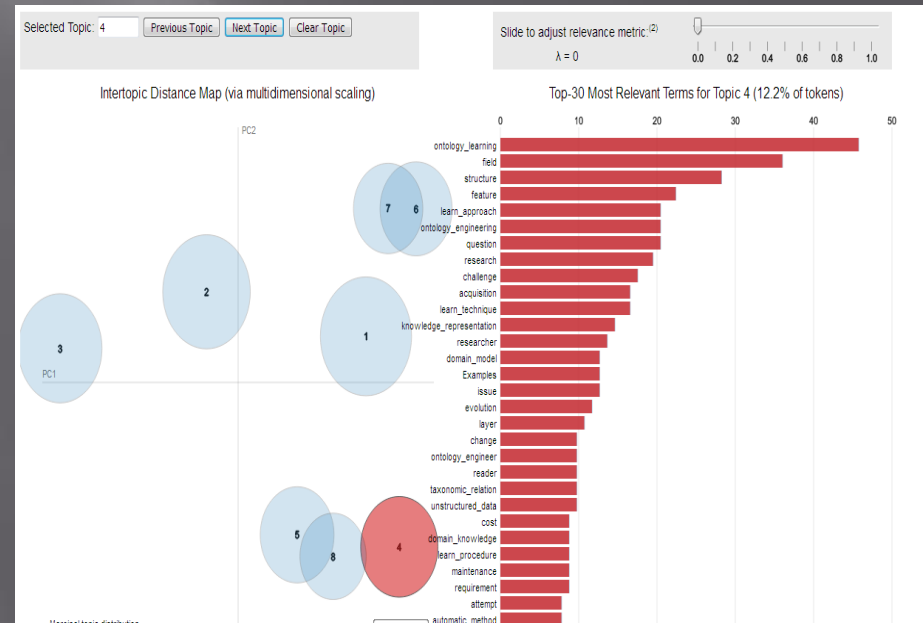 Selected Topic: 4 Previous Topic Next Topic Clear Topic
Slide to adjust relevance metric:(2)
λ = 0
0.0 0.2 0.4 0.6 0.8 1.0
Intertopic Distance Map (via multidimensional scaling)
PC2
7 6
2
1
3
PC1
5
8
4
Top-30 Most Relevant Terms for Topic 4 (12.2% of tokens)
0 10 20 30 40 50
ontology_learning
field
structure
feature
learn_approach
ontology_engineering
question
research
challenge
acquisition
learn_technique
knowledge_representation
researcher
domain_model
Examples
issue
evolution
layer
change
ontology_engineer
reader
taxonomic_relation
unstructured_data
cost
domain_knowledge
learn_procedure
maintenance
requirement
attempt
automatic_method
Marginal topic distribution